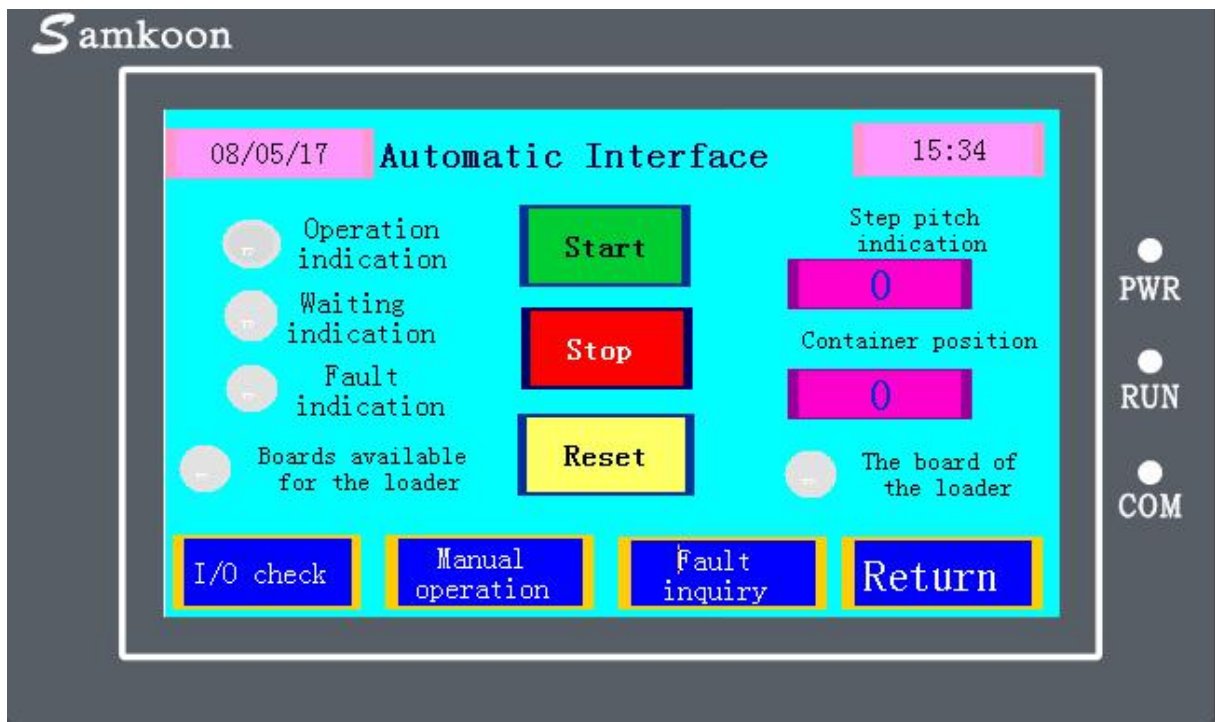 Samkoon
08/05/17
Automatic Interface
15:34
Operation
indication
Start
Step pitch
indication
0
PWR
Waiting
indication
Stop
Container position
0
RUN
Fault
indication
Boards available
for the loader
Reset
The board of
the loader
COM
I/O check
Manual
operation
Fault
inquiry
Return